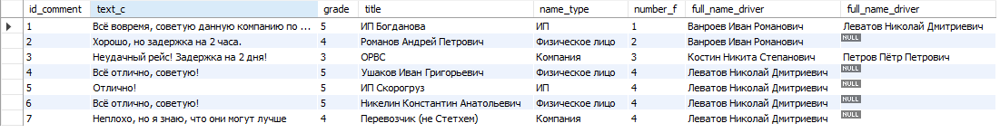 id_comment text_c grade title name_type number_f full_name_driver full_name_driver
1 Всё вовремя, советую данную компанию по ... 5 ИП Богданова ИП 1 Ванроев Иван Романович Леватов Николай Дмитриевич
2 Хорошо, но задержка на 2 часа. 4 Романов Андрей Петрович Физическое лицо 2 Ванроев Иван Романович NULL
3 Неудачный рейс! Задержка на 2 дня! 3 ОРВС Компания 3 Костин Никита Степанович Петров Пётр Петрович
4 Всё отлично, советую! 5 Ушаков Иван Григорьевич Физическое лицо 4 Леватов Николай Дмитриевич NULL
5 Отлично! 5 ИП Скорогруз ИП 4 Леватов Николай Дмитриевич NULL
6 Всё отлично, советую! 5 Никелин Константин Анатольевич Физическое лицо 4 Леватов Николай Дмитриевич NULL
7 Неплохо, но я знаю, что они могут лучше 4 Перевозчик (не Стетхем) Компания 4 Леватов Николай Дмитриевич NULL